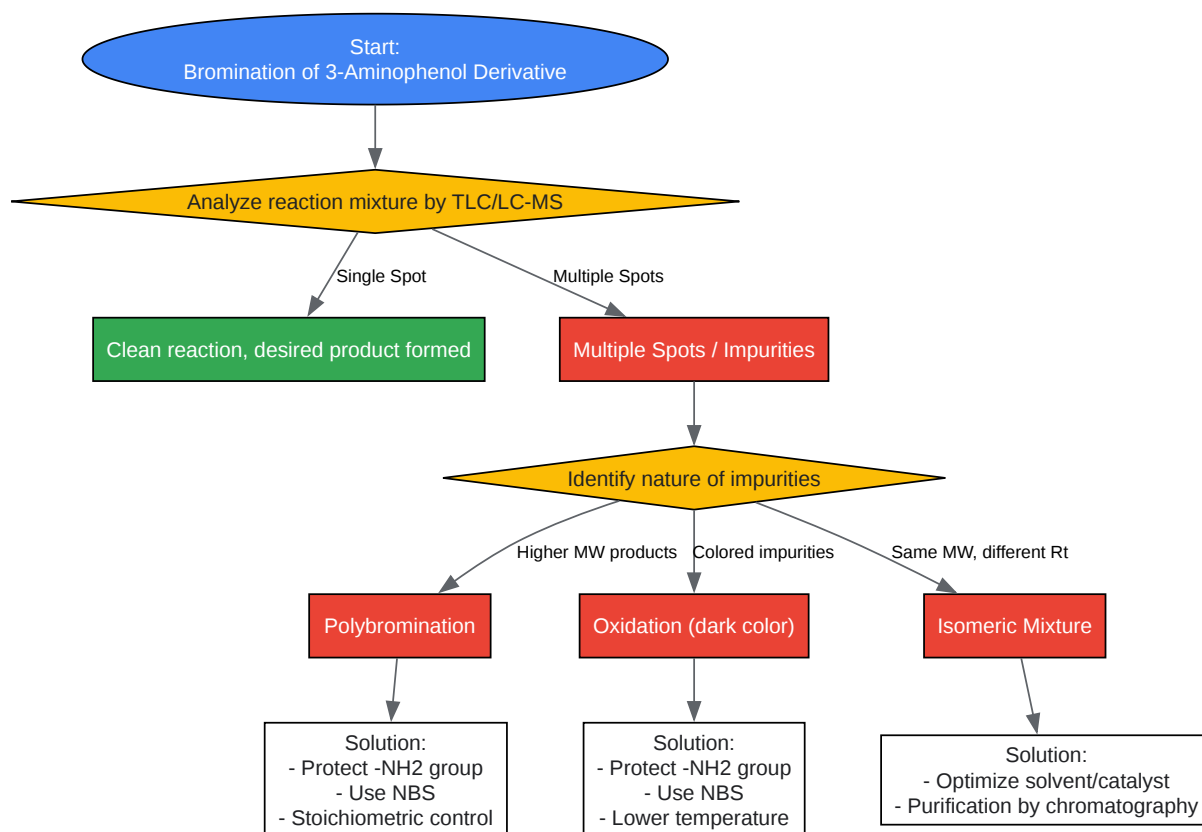 Start:
Bromination of 3-Aminophenol Derivative
Analyze reaction mixture by TLC/LC-MS
Single Spot
Multiple Spots
Clean reaction, desired product formed
Multiple Spots / Impurities
Identify nature of impurities
Higher MW products
Colored impurities
Same MW, different Rt
Polybromination
Oxidation (dark color)
Isomeric Mixture
Solution:
- Protect -NH2 group
- Use NBS
- Stoichiometric control
Solution:
- Protect -NH2 group
- Use NBS
- Lower temperature
Solution:
- Optimize solvent/catalyst
- Purification by chromatography